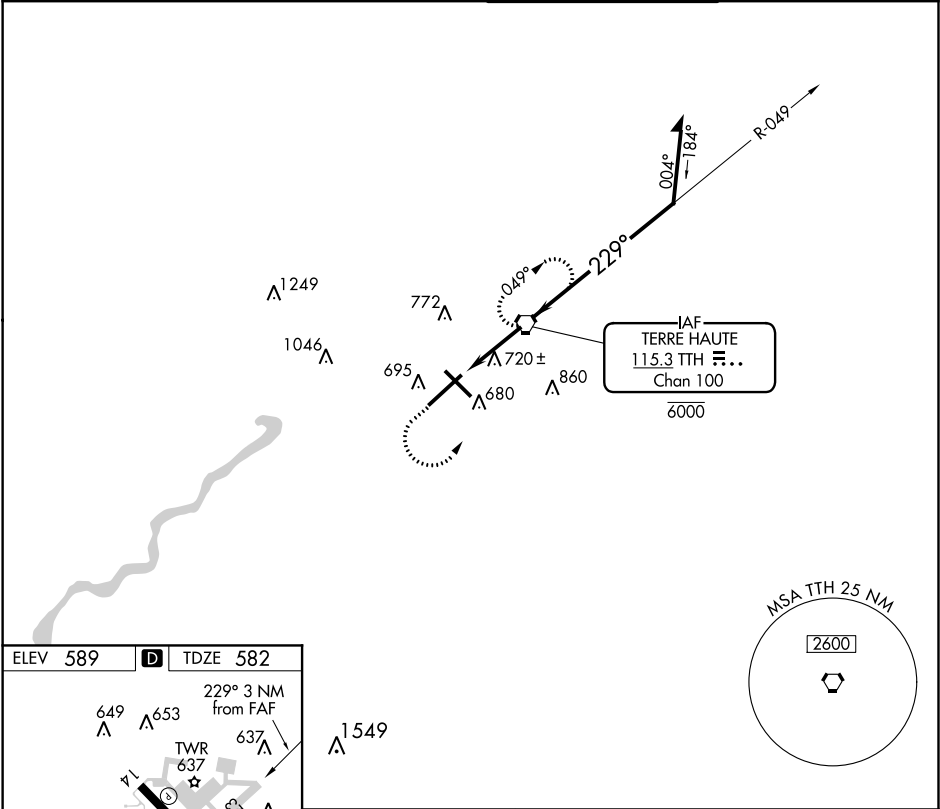 R-049
004°
184°
229°
049°
1249
772
1046
720±
695
680
860
IAF
TERRE HAUTE
115.3 TTH
Chan 100
6000
MSA TTH 25 NM
2600
ELEV 589 D TDZE 582
229° 3 NM
from FAF
649
653
637
1549
TWR
637
14